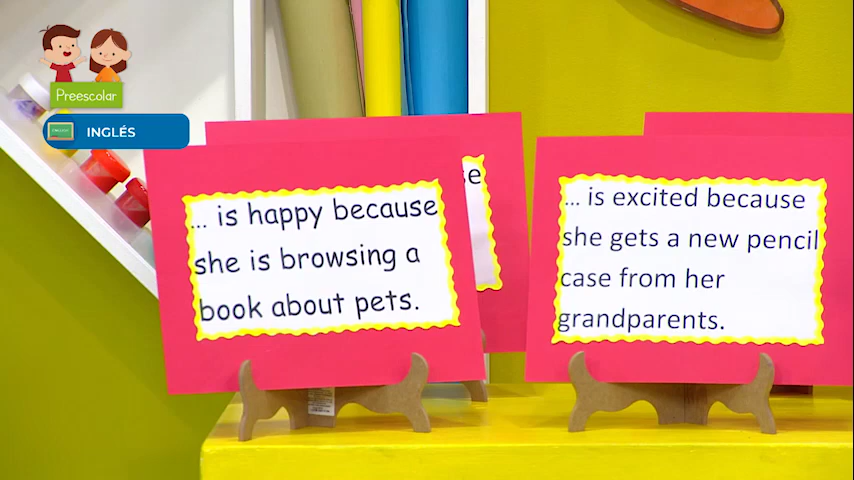 Preescolar
INGLÉS
... is happy because
she is browsing a
book about pets.
se
... is excited because
she gets a new pencil
case from her
grandparents.